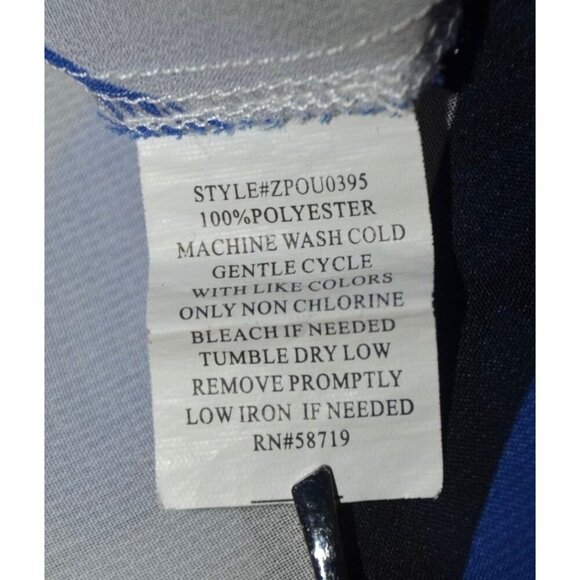 STYLE#ZPOU0395
100%POLYESTER
MACHINE WASH COLD
GENTLE CYCLE
WITH LIKE COLORS
ONLY NON CHLORINE
BLEACH IF NEEDED
TUMBLE DRY LOW
REMOVE PROMPTLY
LOW IRON IF NEEDED
RN#58719